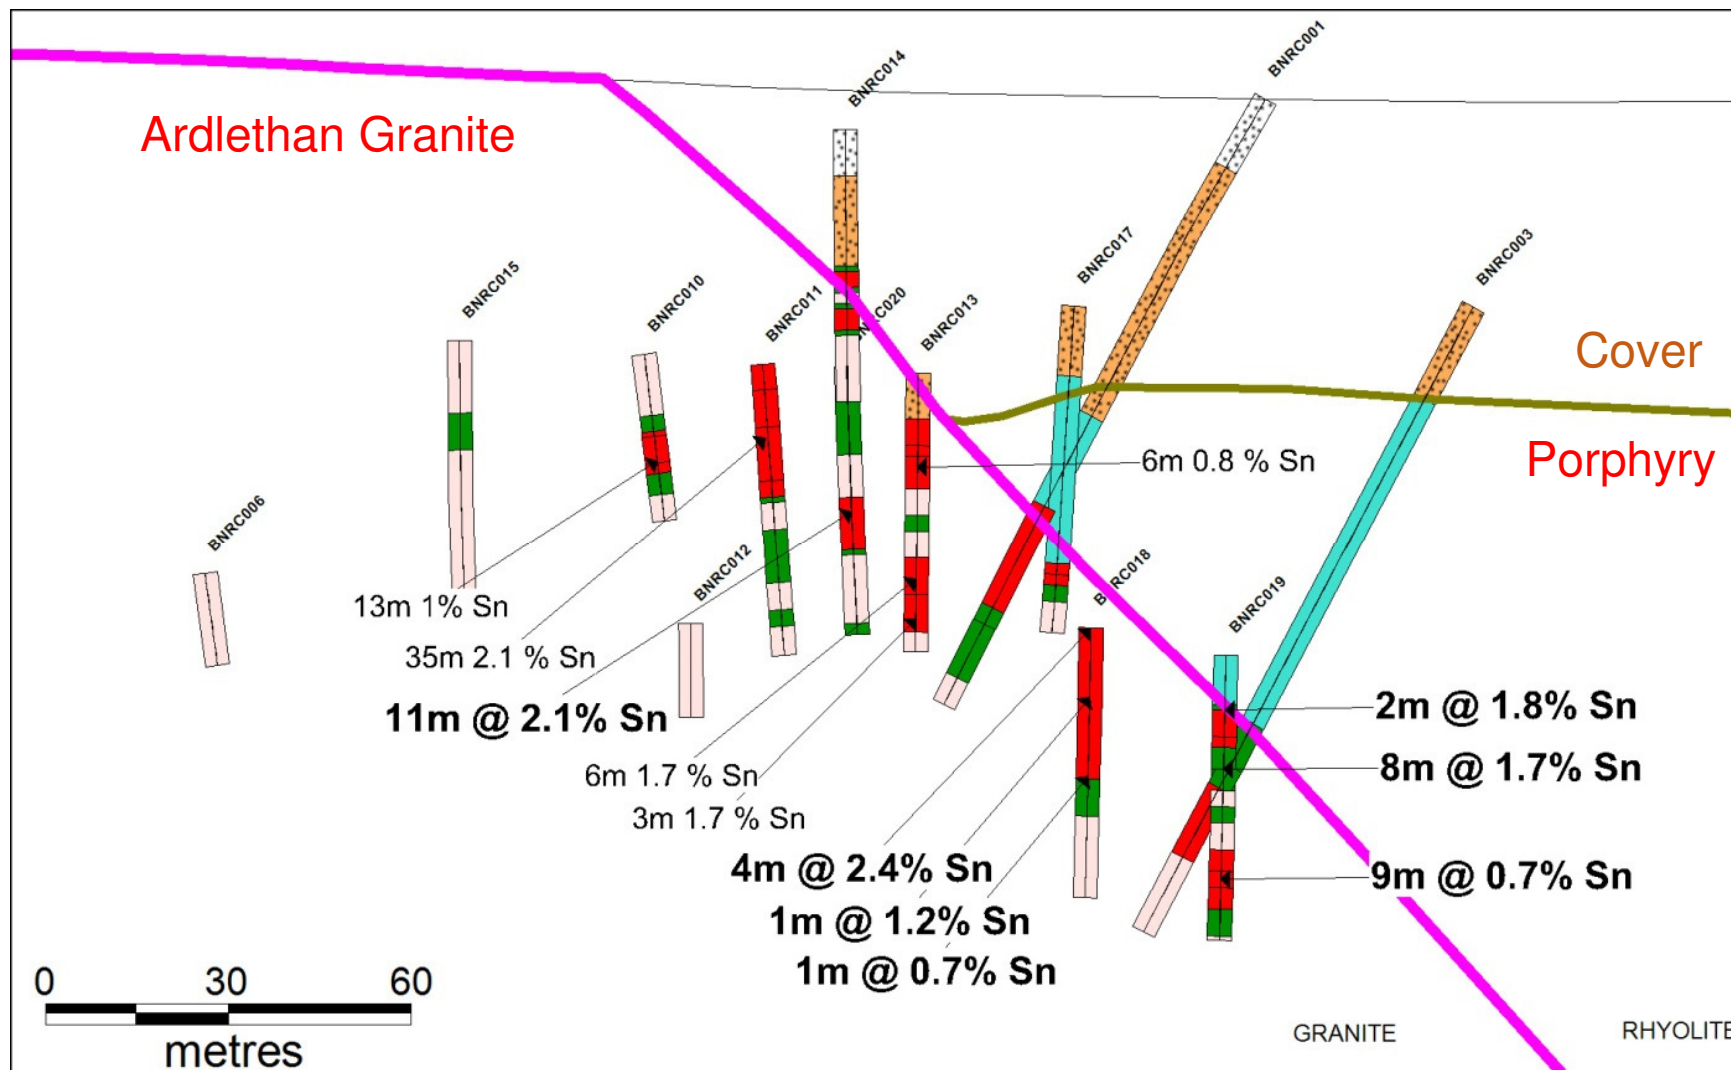 BNRC001
BNRC014
Ardlethan Granite
BNRC003
BNRC017
BNRC015
BNRC010
BNRC011
BNRC020
BNRC013
Cover
Porphyry
6m 0.8 % Sn
BNRC006
BNRC012
BNRC018
BNRC019
13m 1% Sn
35m 2.1 % Sn
11m @ 2.1% Sn
2m @ 1.8% Sn
6m 1.7 % Sn
8m @ 1.7% Sn
3m 1.7 % Sn
4m @ 2.4% Sn
9m @ 0.7% Sn
1m @ 1.2% Sn
1m @ 0.7% Sn
0 30 60
metres
GRANITE RHYOLITE